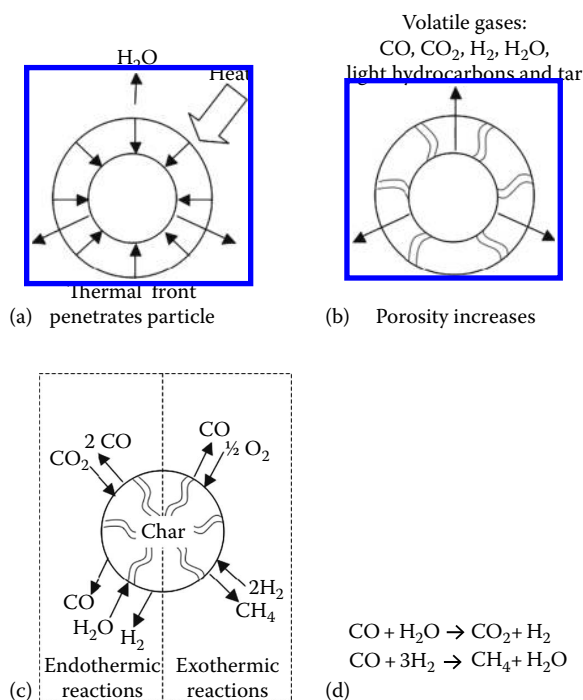 H₂O
Heat
Thermal front
(a) penetrates particle
Volatile gases:
CO, CO₂, H₂, H₂O,
light hydrocarbons and tar
(b) Porosity increases
2 CO
CO₂
CO
½ O₂
Char
CO
H₂O
H₂
2H₂
CH₄
(c) Endothermic
reactions
Exothermic
reactions
CO + H₂O → CO₂ + H₂
CO + 3H₂ → CH₄ + H₂O
(d)